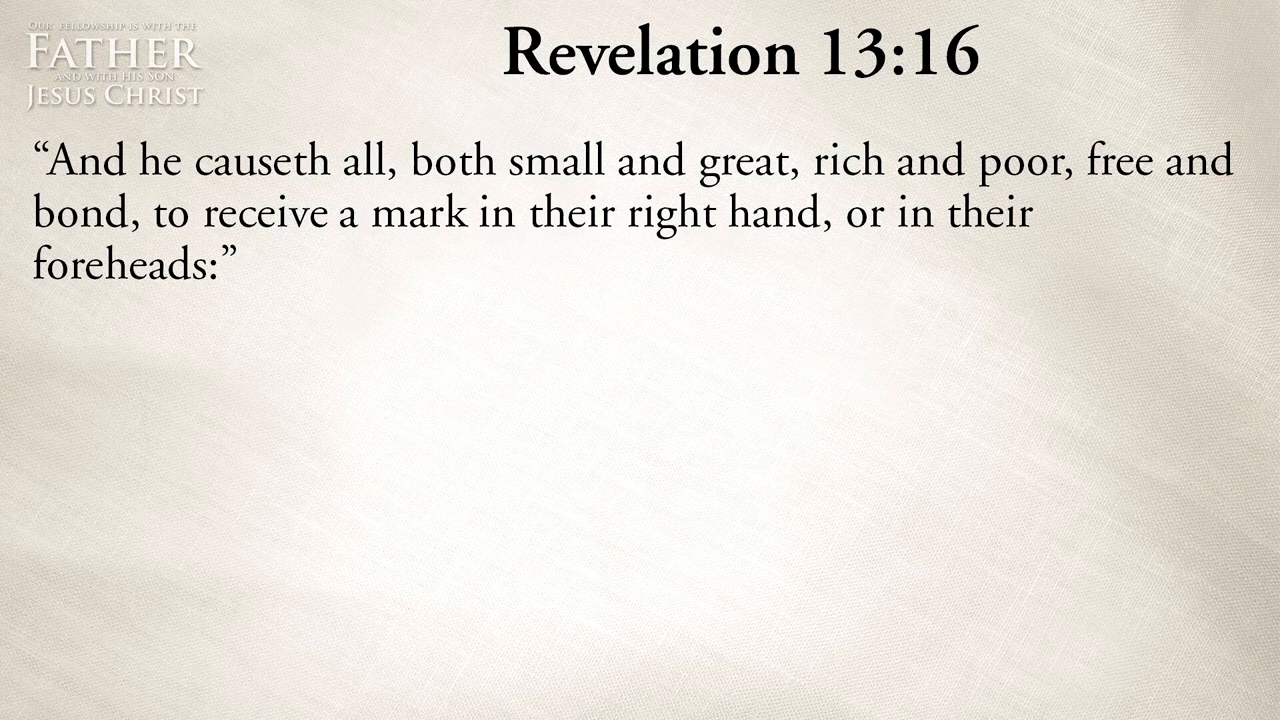 OUR FELLOWSHIP IS WITH THE
FATHER
AND WITH HIS SON
JESUS CHRIST
Revelation 13:16
“And he causeth all, both small and great, rich and poor, free and
bond, to receive a mark in their right hand, or in their
foreheads:”